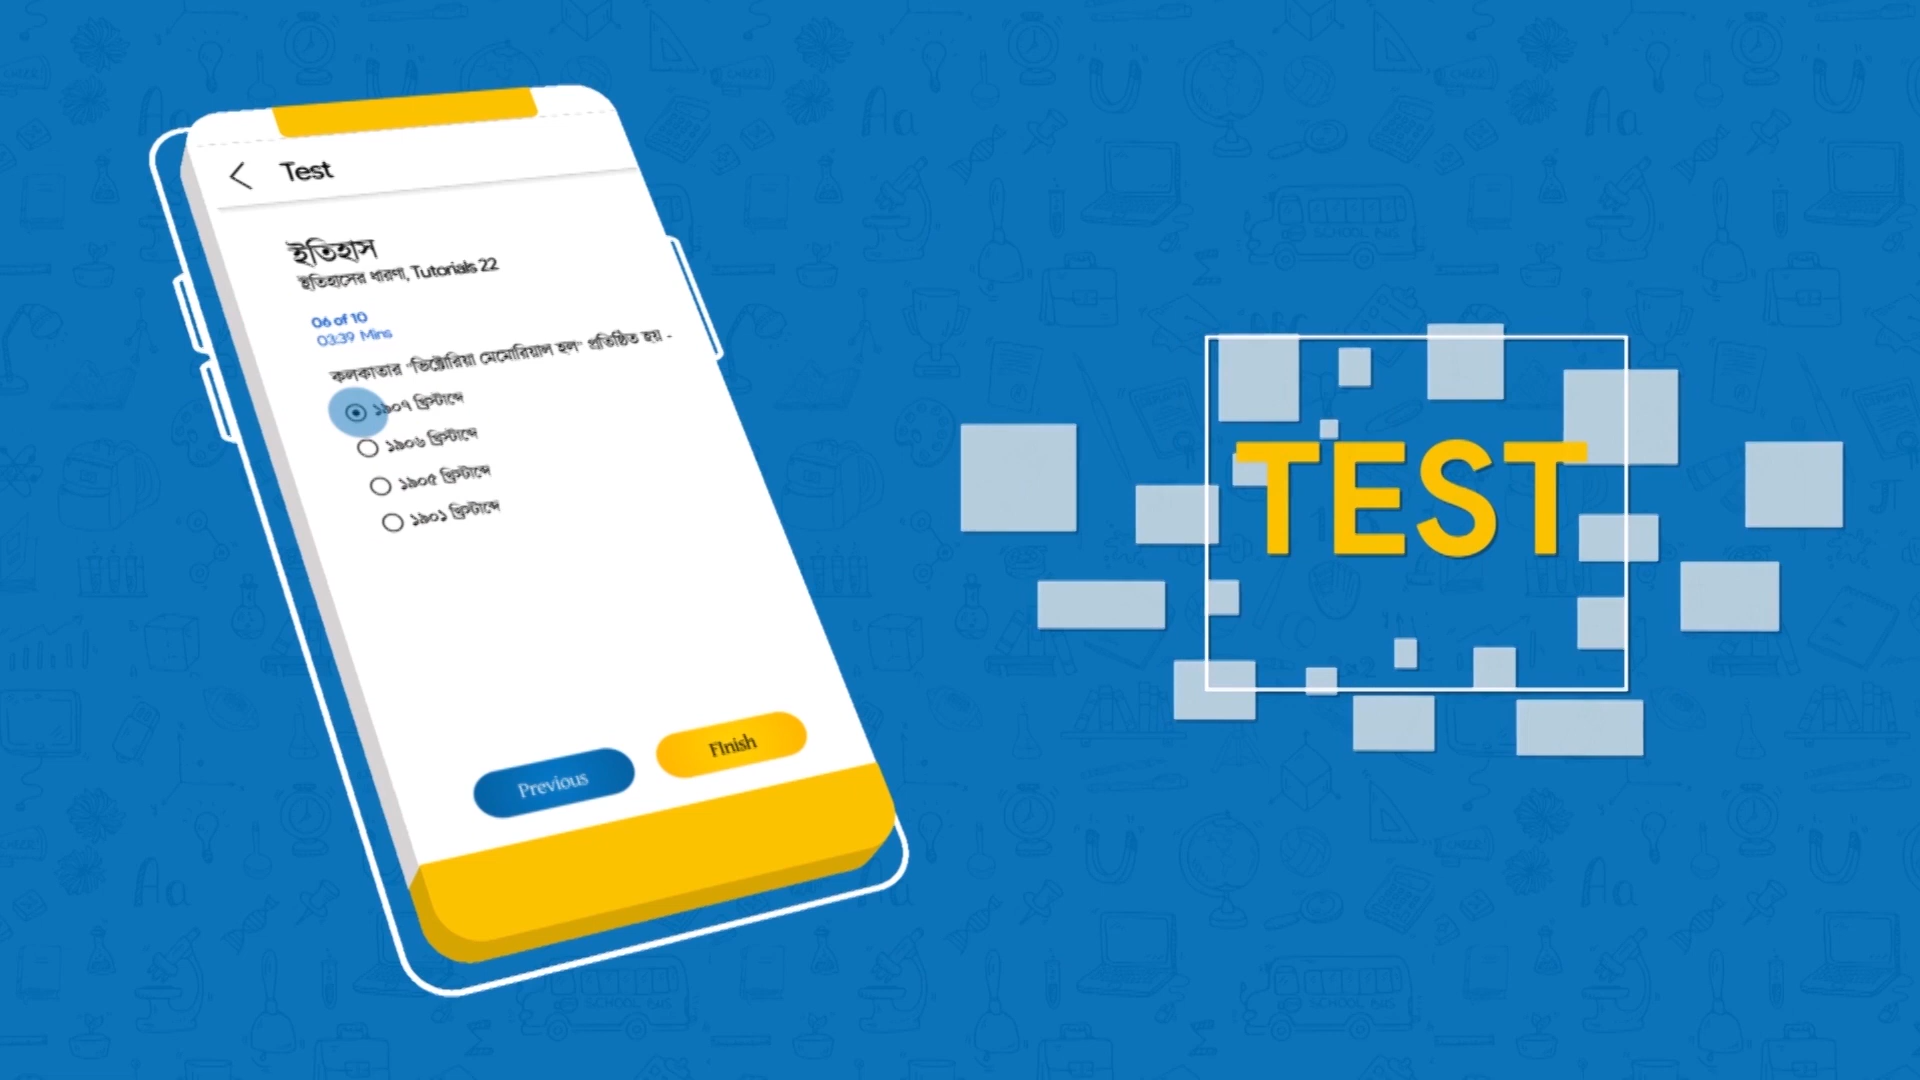 Test
ইতিহাস
ইতিহাসের ধারণা, Tutorials 22
06 of 10
03:39 Mins
কলকাতার "ভিক্টোরিয়া মেমোরিয়াল হল" প্রতিষ্ঠিত হয় -
১৯০৭ খ্রিস্টাব্দে
১৯০৬ খ্রিস্টাব্দে
১৯০৫ খ্রিস্টাব্দে
১৯০১ খ্রিস্টাব্দে
Previous
FInish
TEST